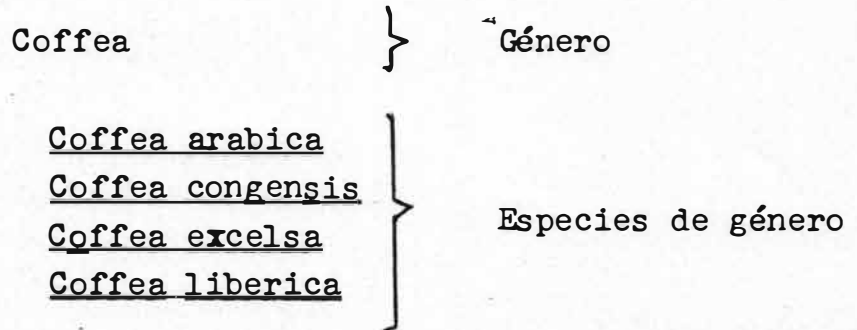 Coffea } Género
Coffea arabica
Coffea congensis
Coffea excelsa
Coffea liberica
} Especies de género